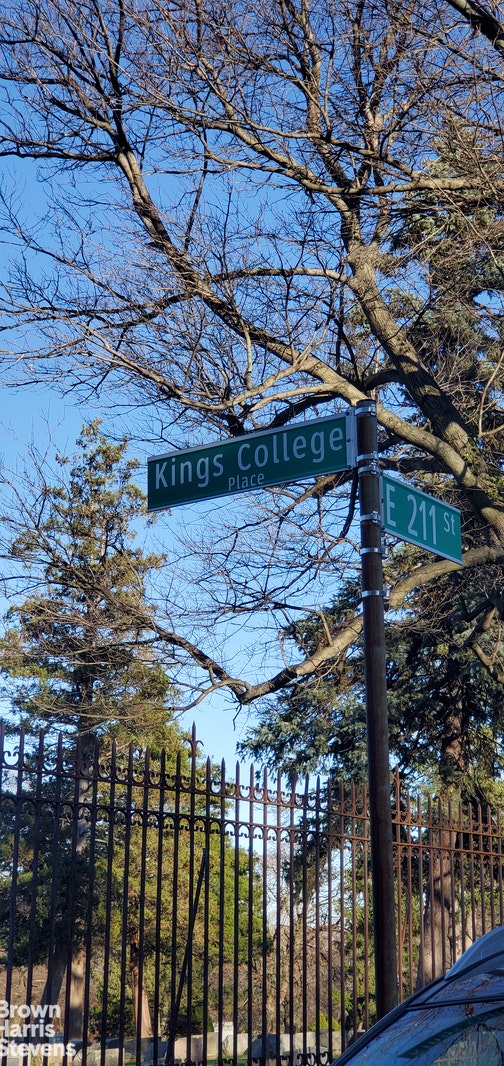 Kings College
Place
E 211 St
Brown
Harris
Stevens